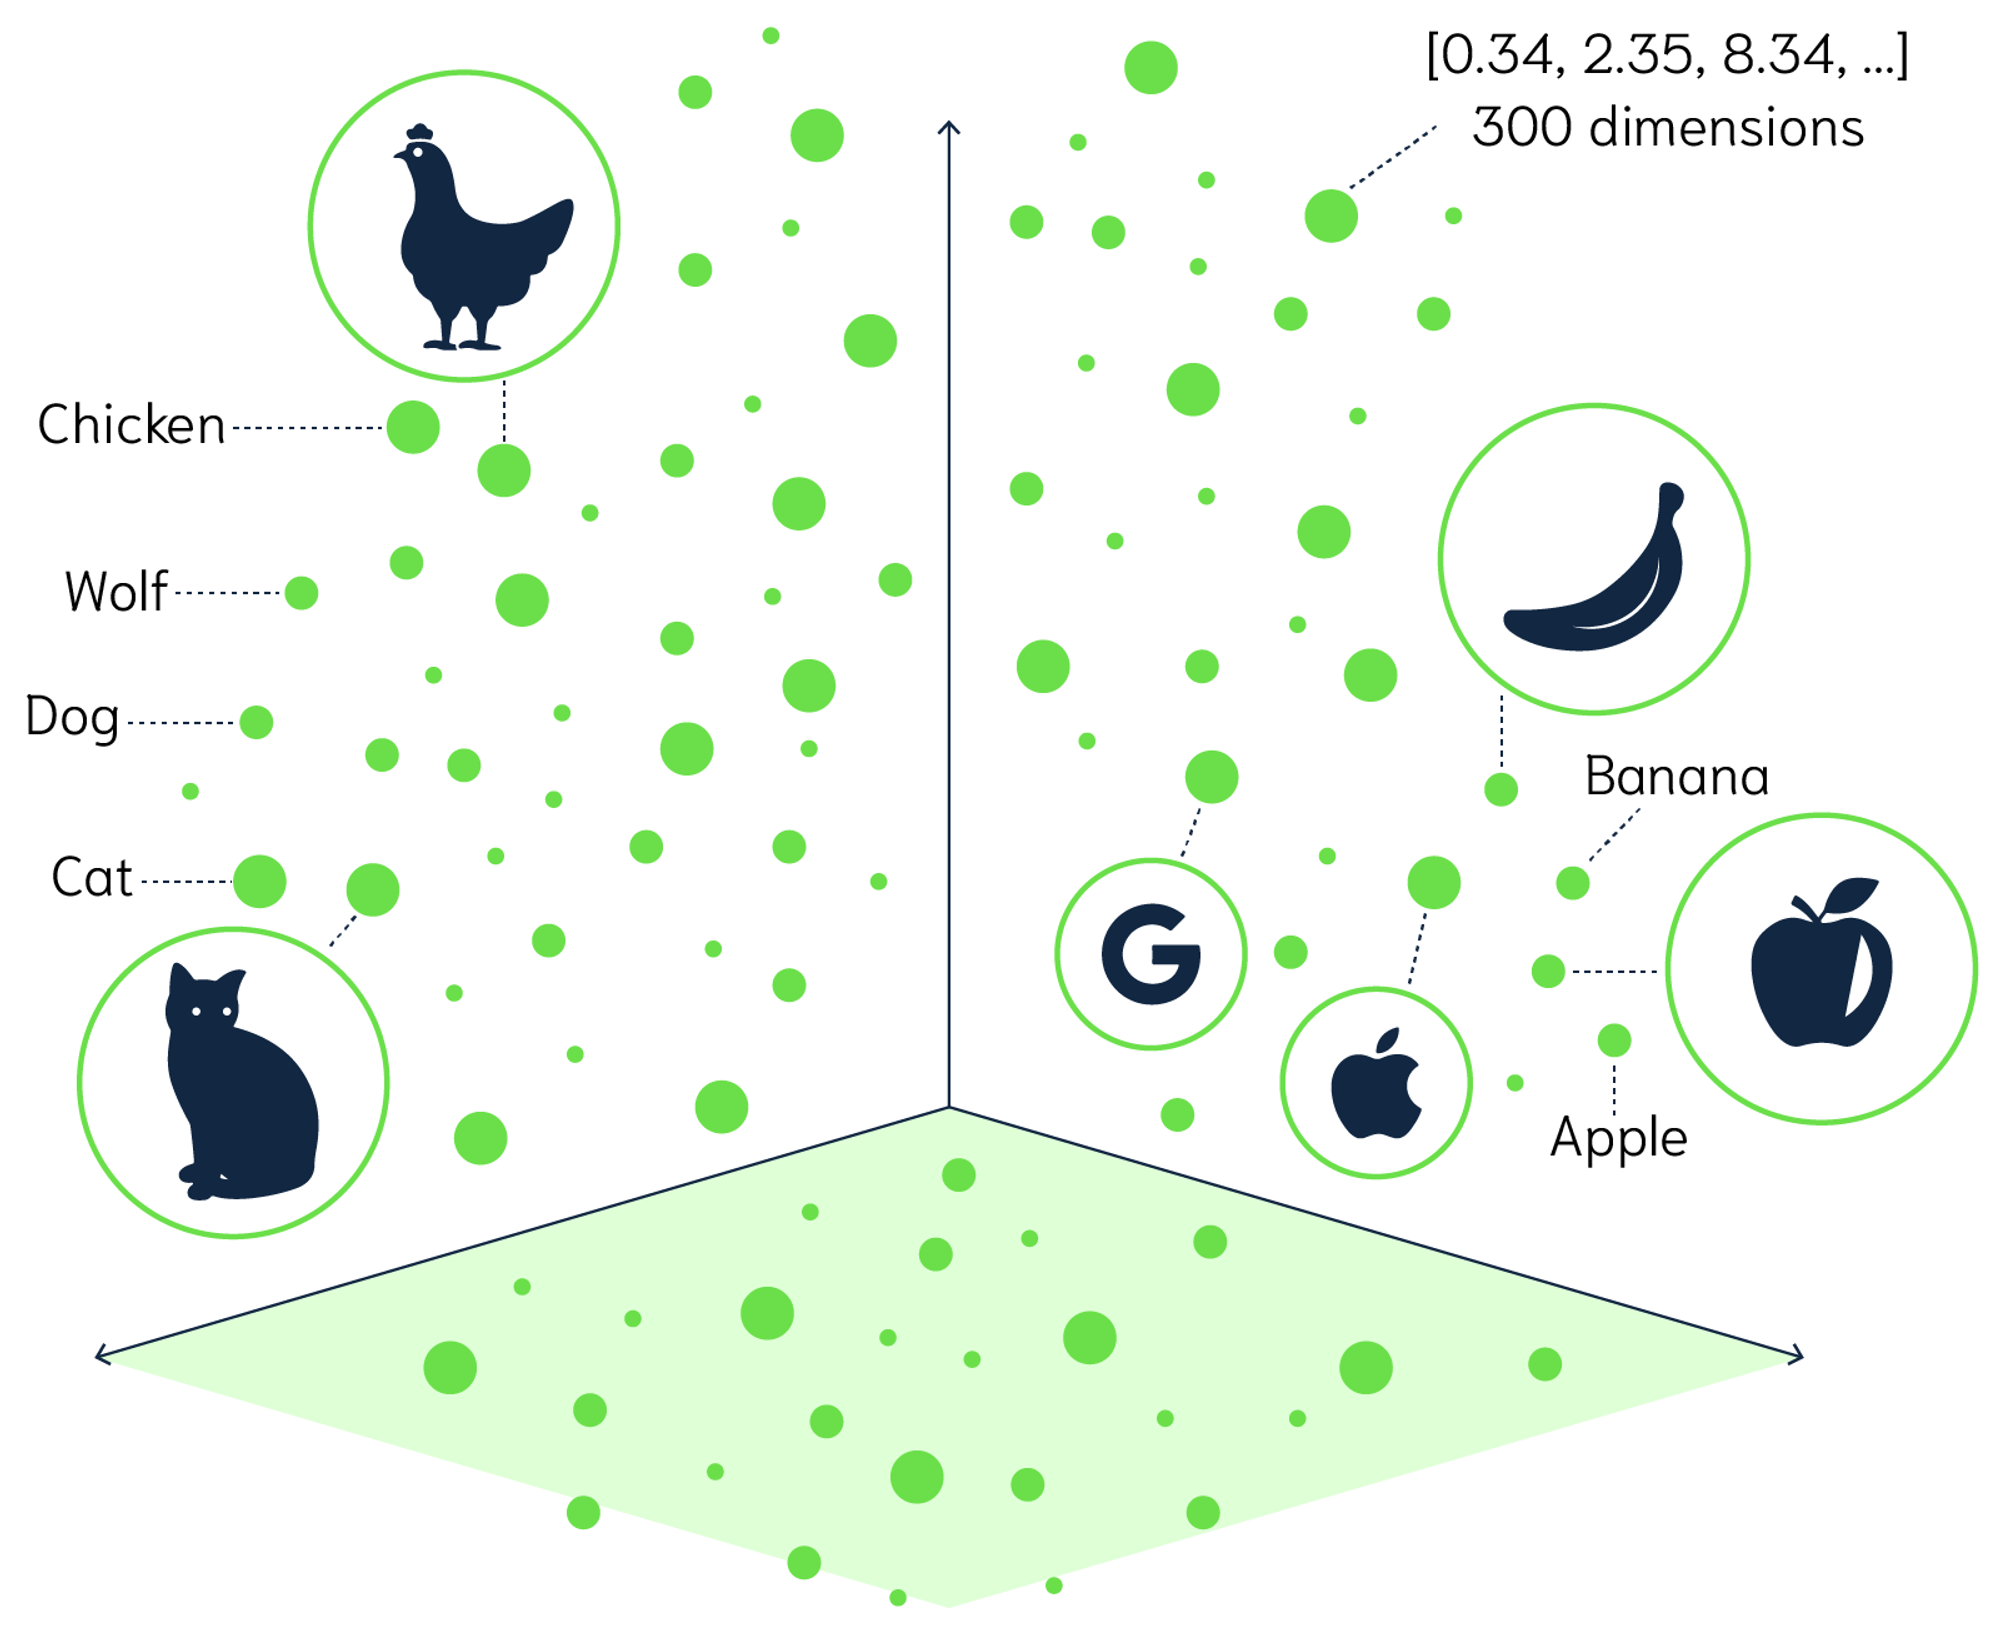 [0.34, 2.35, 8.34, ...]
300 dimensions
Chicken
Wolf
Dog
Banana
Cat
G
Apple